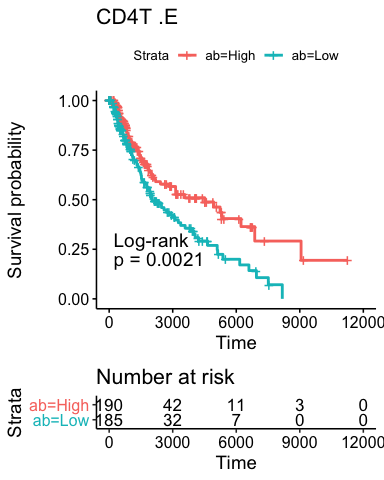 CD4T .E
Strata ab=High ab=Low
Survival probability
1.00
0.75
0.50
0.25
0.00
Log-rank
p = 0.0021
0 3000 6000 9000 12000
Time
Number at risk
Strata
ab=High 190 42 11 3 0
ab=Low 185 32 7 0 0
0 3000 6000 9000 12000
Time